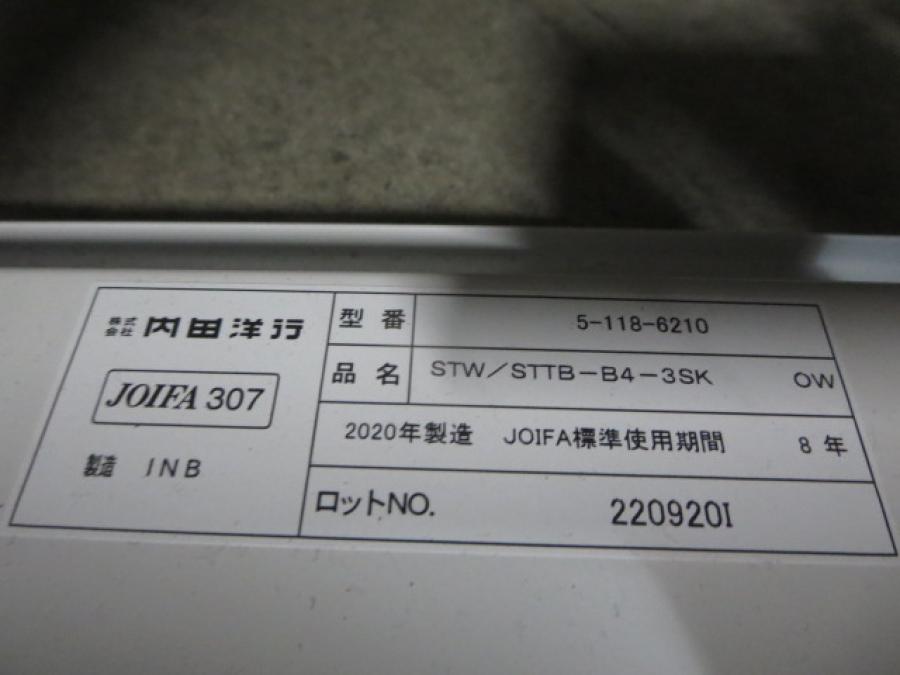 株式会社 内田洋行
JOIFA 307
製造 INB
型番 5-118-6210
品名 STW/STTB-B4-3SK OW
2020年製造 JOIFA標準使用期間 8年
ロットNO. 220920I